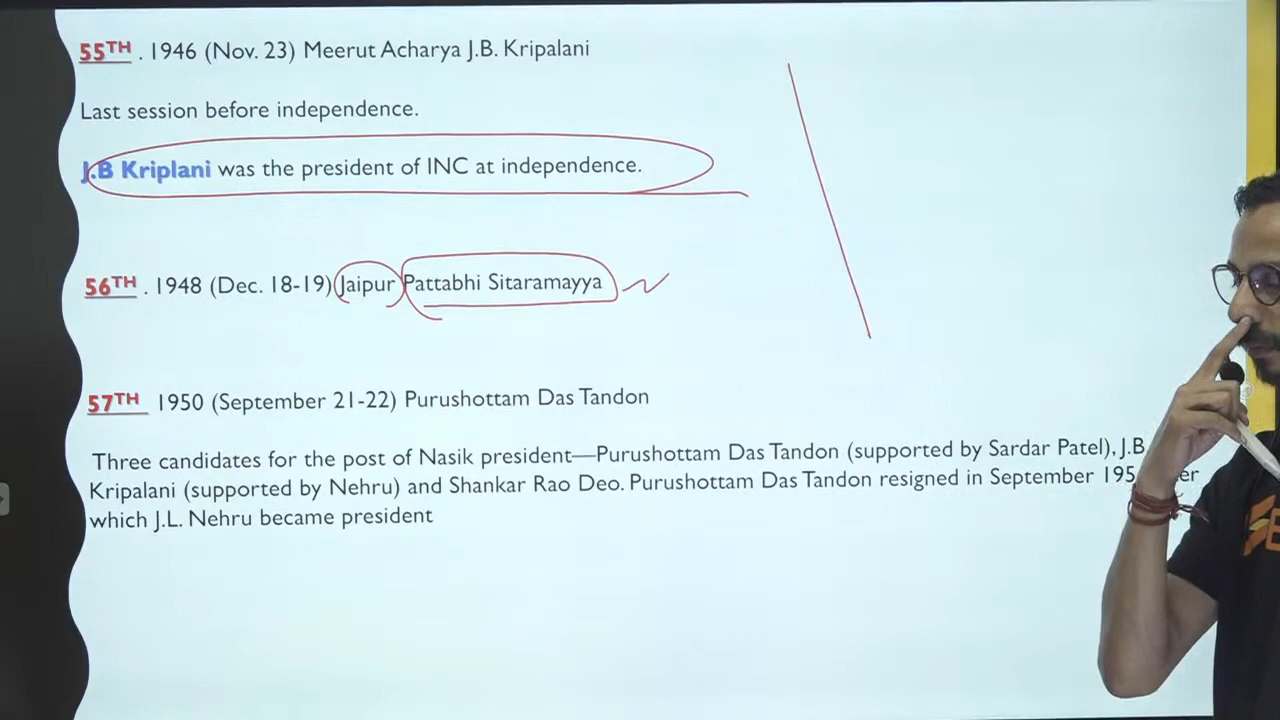 55TH . 1946 (Nov. 23) Meerut Acharya J.B. Kripalani
Last session before independence.
J.B Kriplani was the president of INC at independence.
56TH . 1948 (Dec. 18-19) Jaipur Pattabhi Sitaramayya
57TH 1950 (September 21-22) Purushottam Das Tandon
Three candidates for the post of Nasik president—Purushottam Das Tandon (supported by Sardar Patel), J.B
Kripalani (supported by Nehru) and Shankar Rao Deo. Purushottam Das Tandon resigned in September
which J.L. Nehru became president